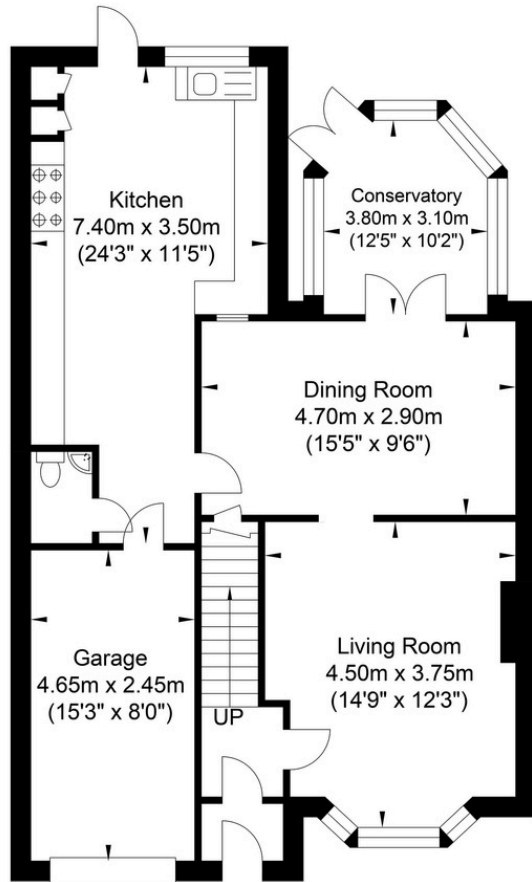 Kitchen
7.40m x 3.50m
(24'3" x 11'5")
Conservatory
3.80m x 3.10m
(12'5" x 10'2")
Dining Room
4.70m x 2.90m
(15'5" x 9'6")
Garage
4.65m x 2.45m
(15'3" x 8'0")
Living Room
4.50m x 3.75m
(14'9" x 12'3")
UP